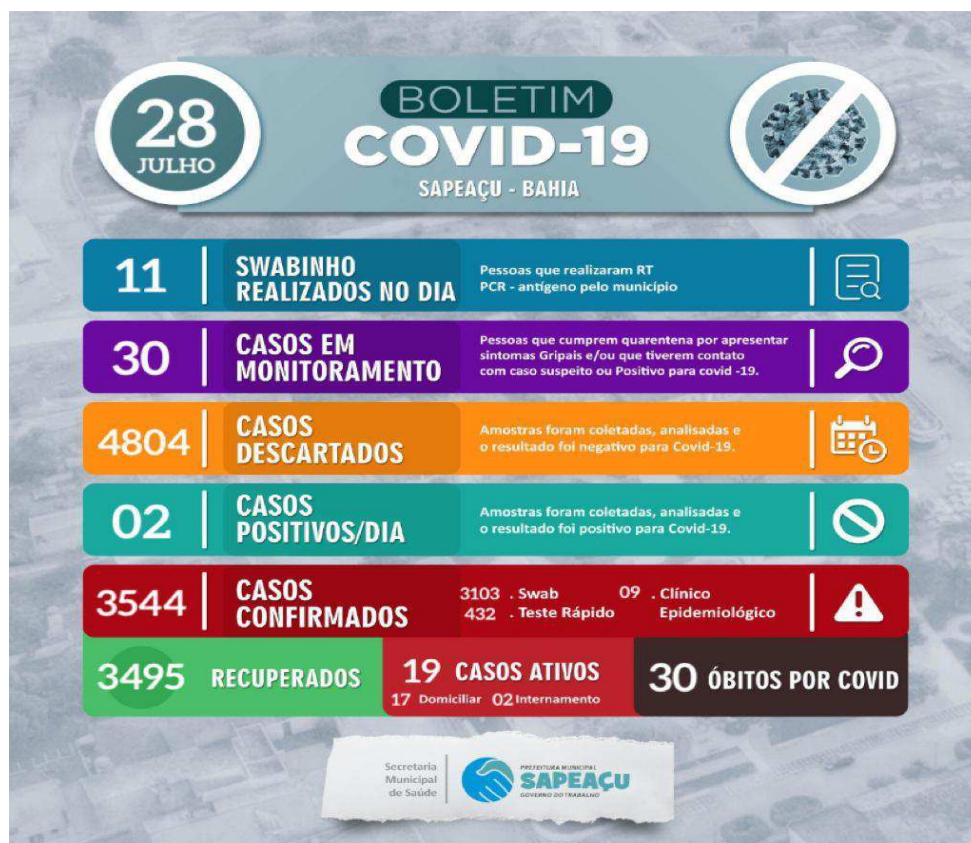 28
JULHO
BOLETIM
COVID-19
SAPEAÇU - BAHIA
11
SWABINHO
REALIZADOS NO DIA
Pessoas que realizaram RT
PCR - antígeno pelo município
30
CASOS EM
MONITORAMENTO
Pessoas que cumprem quarentena por apresentar
sintomas Gripais e/ou que tiverem contato
com caso suspeito ou Positivo para covid -19.
4804
CASOS
DESCARTADOS
Amostras foram coletadas, analisadas e
o resultado foi negativo para Covid-19.
02
CASOS
POSITIVOS/DIA
Amostras foram coletadas, analisadas e
o resultado foi positivo para Covid-19.
3544
CASOS
CONFIRMADOS
3103 . Swab
432 . Teste Rápido
09 . Clínico
Epidemiológico
3495 RECUPERADOS
19 CASOS ATIVOS
17 Domiciliar 02 Internamento
30 ÓBITOS POR COVID
Secretaria
Municipal
de Saúde
PREFEITURA MUNICIPAL
SAPEAÇU
GOVERNO DO TRABALHO